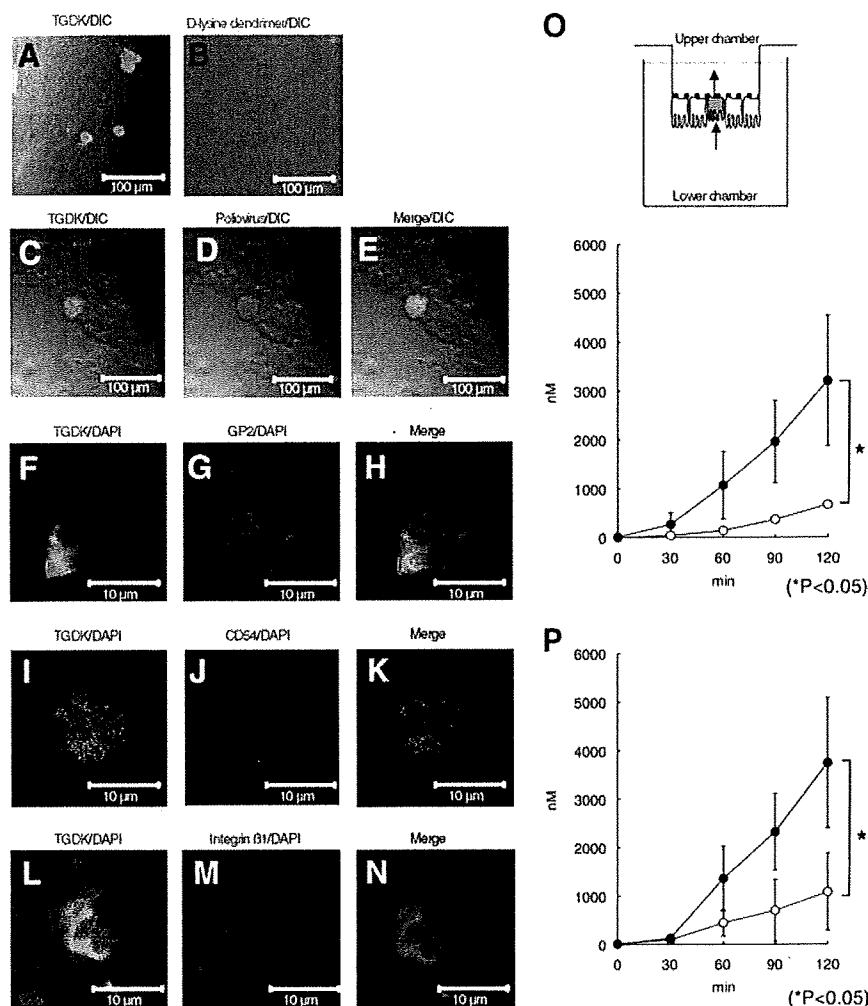 TGDK/DIC
D-lysine dendrimer/DIC
A
B
100 µm
100 µm
TGDK/DIC
Poliovirus/DIC
Merge/DIC
C
D
E
100 µm
100 µm
100 µm
TGDK/DAPI
GP2/DAPI
Merge
F
G
H
10 µm
10 µm
10 µm
TGDK/DAPI
CD54/DAPI
Merge
I
J
K
10 µm
10 µm
10 µm
TGDK/DAPI
Integrin ß1/DAPI
Merge
L
M
N
10 µm
10 µm
10 µm
O
Upper chamber
Lower chamber
6000
5000
4000
3000
2000
1000
0
nM
*
0 30 60 90 120
min
(*P<0.05)
P
6000
5000
4000
3000
2000
1000
0
nM
*
0 30 60 90 120
min
(*P<0.05)